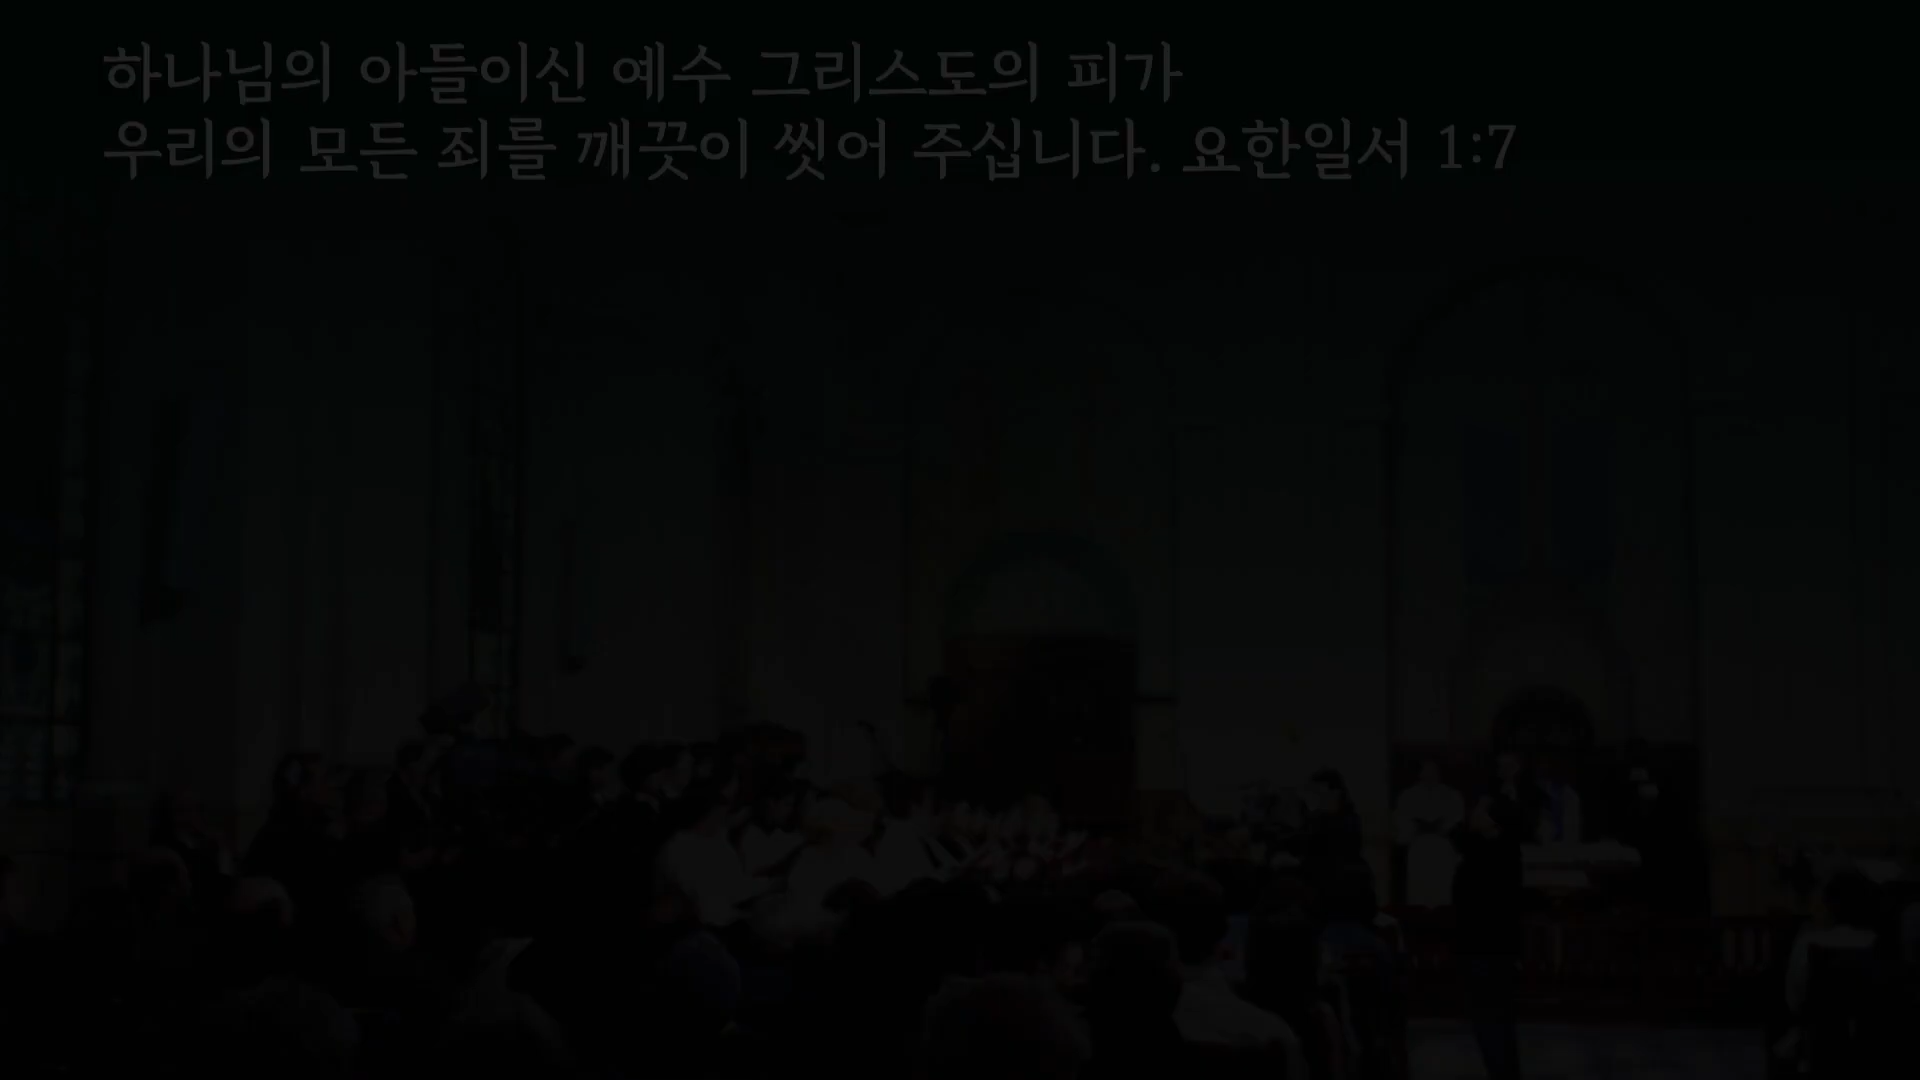 하나님의 아들이신 예수 그리스도의 피가
우리의 모든 죄를 깨끗이 씻어 주십니다. 요한일서 1:7